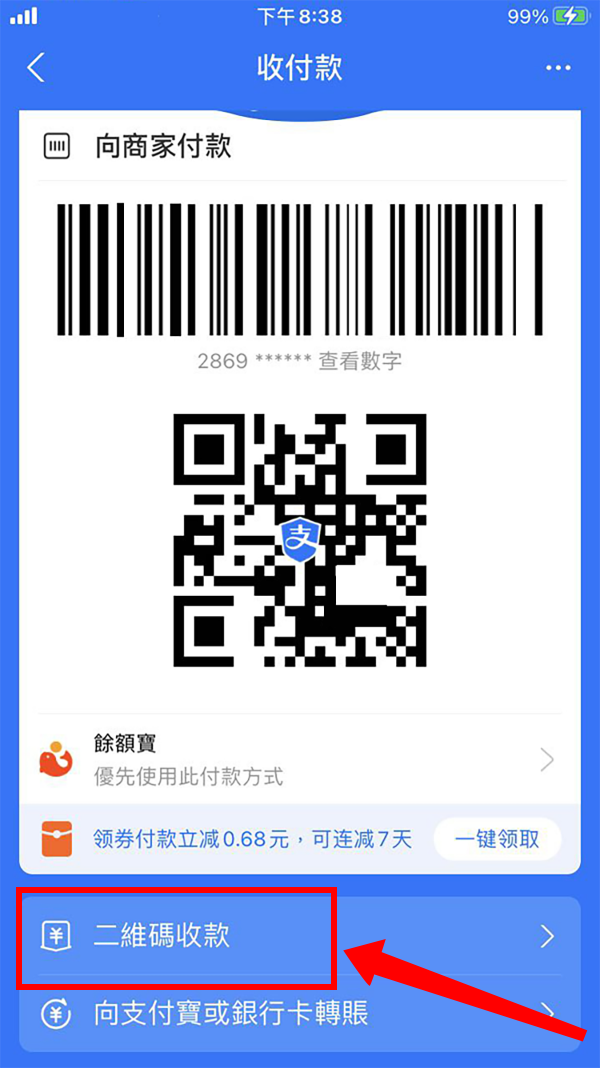 下午8:38
99%
收付款
向商家付款
2869 ****** 查看數字
支
餘額寶
優先使用此付款方式
领券付款立减0.68元，可连减7天
一键领取
二維碼收款
向支付寶或銀行卡轉賬